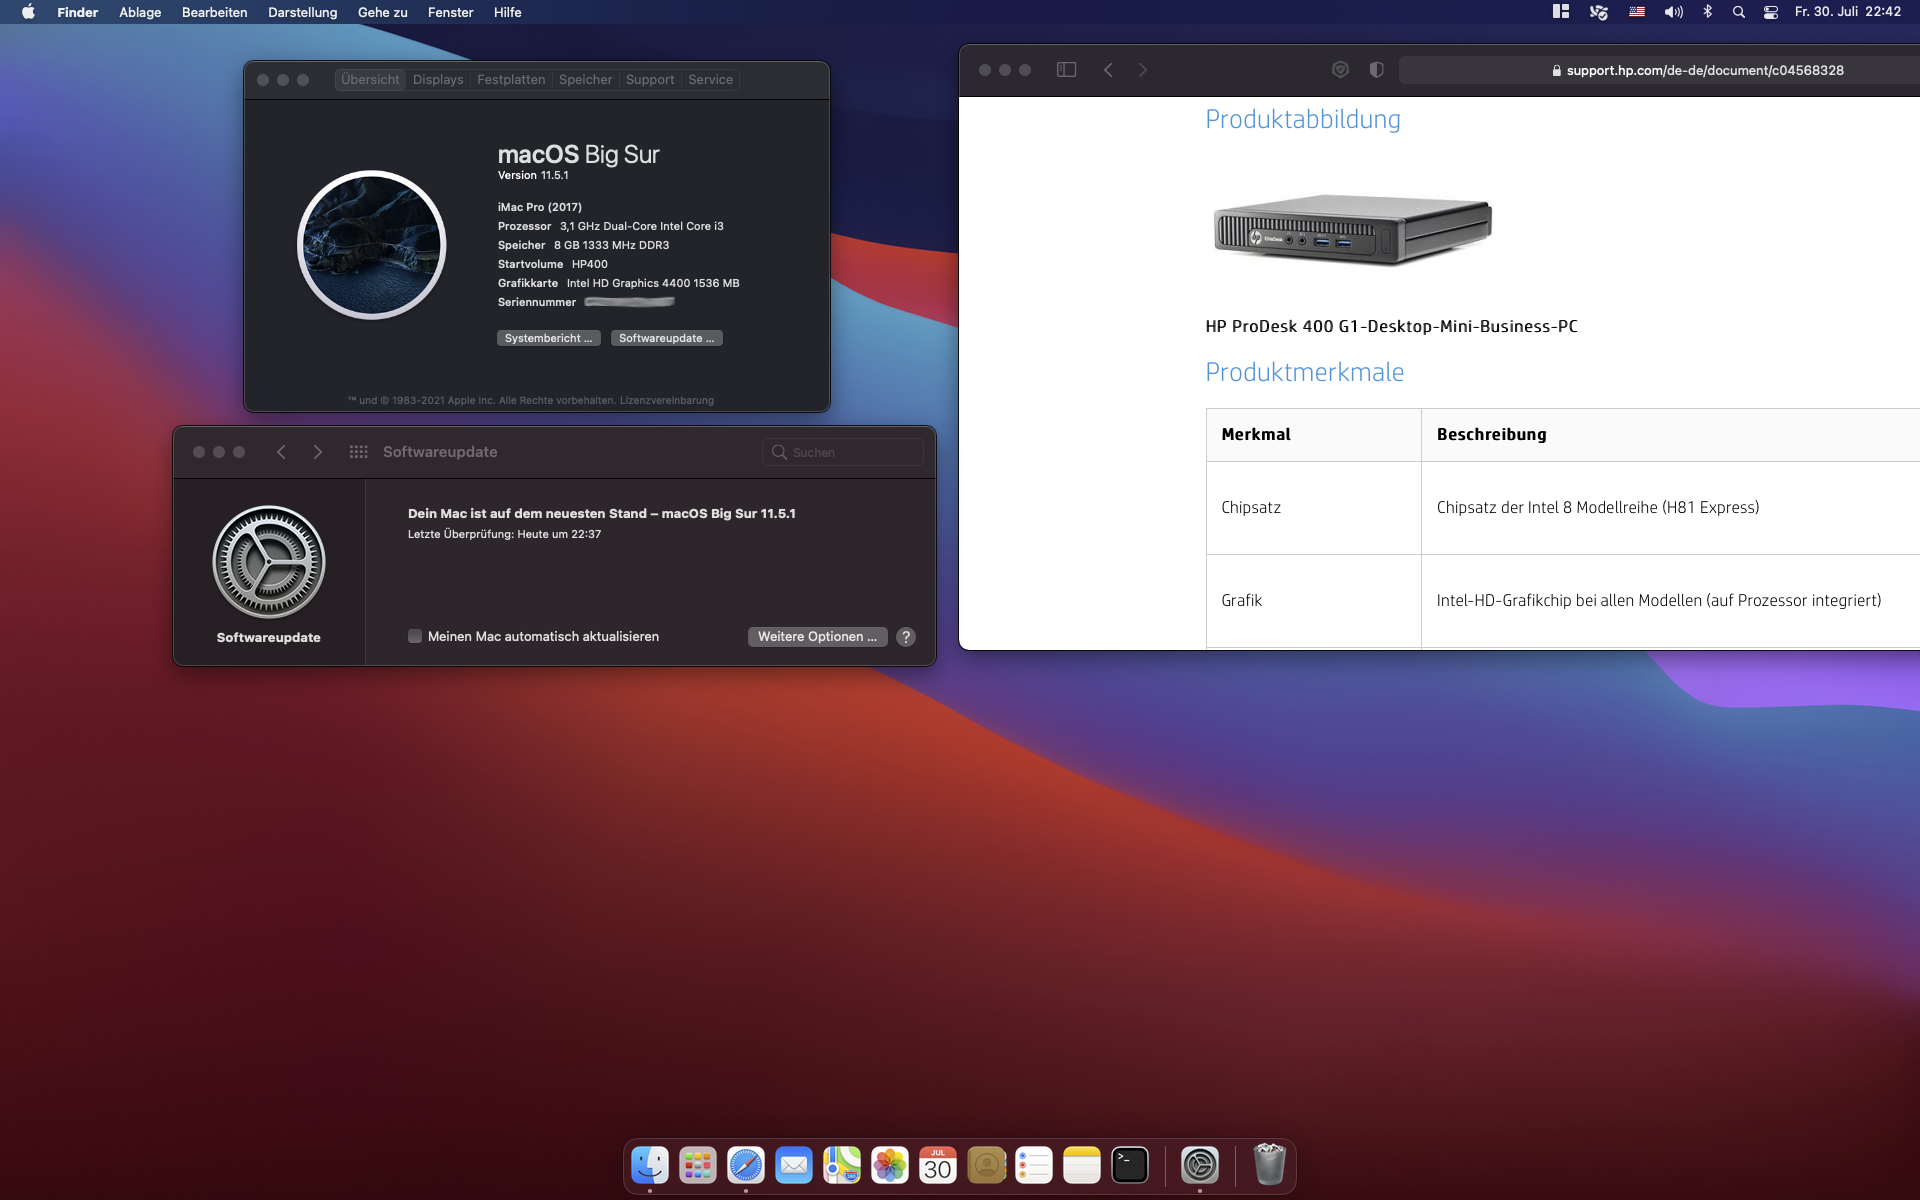 Finder Ablage Bearbeiten Darstellung Gehe zu Fenster Hilfe
Fr. 30. Juli 22:42
Übersicht Displays Festplatten Speicher Support Service
macOS Big Sur
Version 11.5.1
iMac Pro (2017)
Prozessor 3,1 GHz Dual-Core Intel Core i3
Speicher 8 GB 1333 MHz DDR3
Startvolume HP400
Grafikkarte Intel HD Graphics 4400 1536 MB
Seriennummer
Systembericht ... Softwareupdate ...
™ und © 1983-2021 Apple Inc. Alle Rechte vorbehalten. Lizenzvereinbarung
Softwareupdate
Suchen
Dein Mac ist auf dem neuesten Stand – macOS Big Sur 11.5.1
Letzte Überprüfung: Heute um 22:37
Softwareupdate
Meinen Mac automatisch aktualisieren
Weitere Optionen ... ?
support.hp.com/de-de/document/c04568328
Produktabbildung
hp EliteDesk
HP ProDesk 400 G1-Desktop-Mini-Business-PC
Produktmerkmale
Merkmal Beschreibung
Chipsatz Chipsatz der Intel 8 Modellreihe (H81 Express)
Grafik Intel-HD-Grafikchip bei allen Modellen (auf Prozessor integriert)
JUL
30
>_